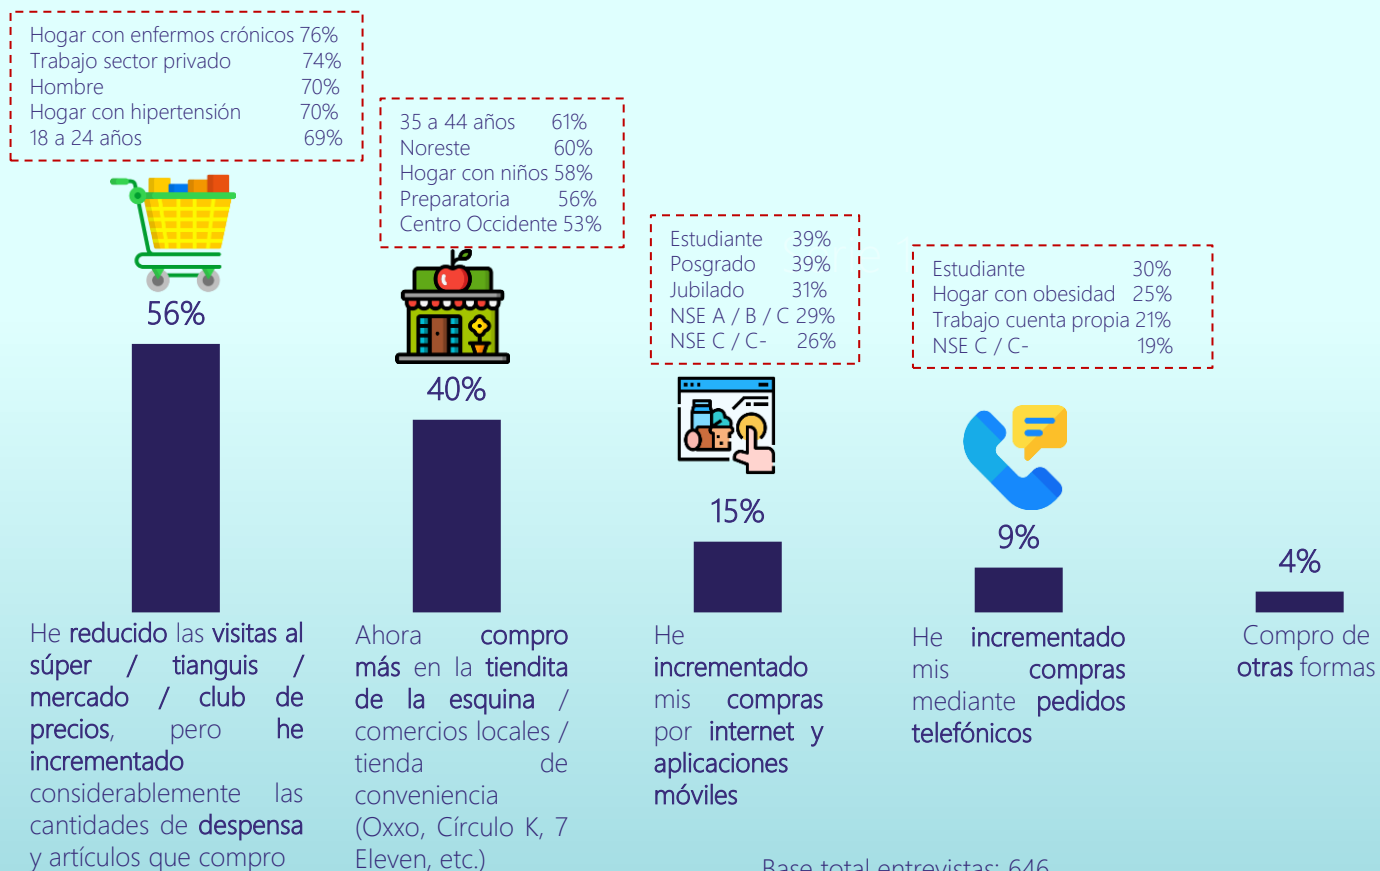 Hogar con enfermos crónicos 76%
Trabajo sector privado 74%
Hombre 70%
Hogar con hipertensión 70%
18 a 24 años 69%
56%
He reducido las visitas al
súper / tianguis /
mercado / club de
precios, pero he
incrementado
considerablemente las
cantidades de despensa
y artículos que compro
35 a 44 años 61%
Noreste 60%
Hogar con niños 58%
Preparatoria 56%
Centro Occidente 53%
40%
Ahora compro
más en la tiendita
de la esquina /
comercios locales /
tienda de
conveniencia
(Oxxo, Círculo K, 7
Eleven, etc.)
Estudiante 39%
Posgrado 39%
Jubilado 31%
NSE A / B / C 29%
NSE C / C- 26%
15%
He
incrementado
mis compras
por internet y
aplicaciones
móviles
Estudiante 30%
Hogar con obesidad 25%
Trabajo cuenta propia 21%
NSE C / C- 19%
9%
He incrementado
mis compras
mediante pedidos
telefónicos
4%
Compro de
otras formas
Base total entrevistas: 646